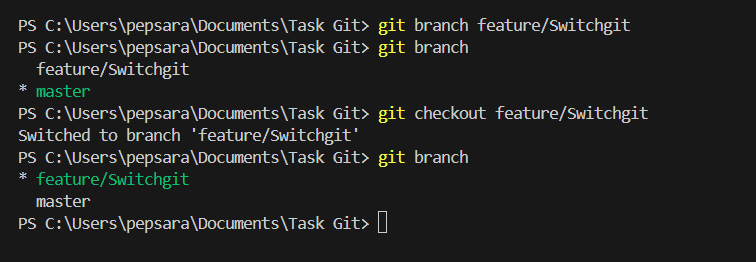 PS C:\Users\pepsara\Documents\Task Git> git branch feature/Switchgit
PS C:\Users\pepsara\Documents\Task Git> git branch
  feature/Switchgit
* master
PS C:\Users\pepsara\Documents\Task Git> git checkout feature/Switchgit
Switched to branch 'feature/Switchgit'
PS C:\Users\pepsara\Documents\Task Git> git branch
* feature/Switchgit
  master
PS C:\Users\pepsara\Documents\Task Git>